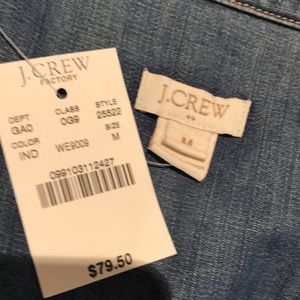 J.CREW
FACTORY
DEPT CLASS STYLE
GA0 0G9 25522
COLOR SIZE
IND WE9009 M
099103112427
$79.50
J.CREW
M